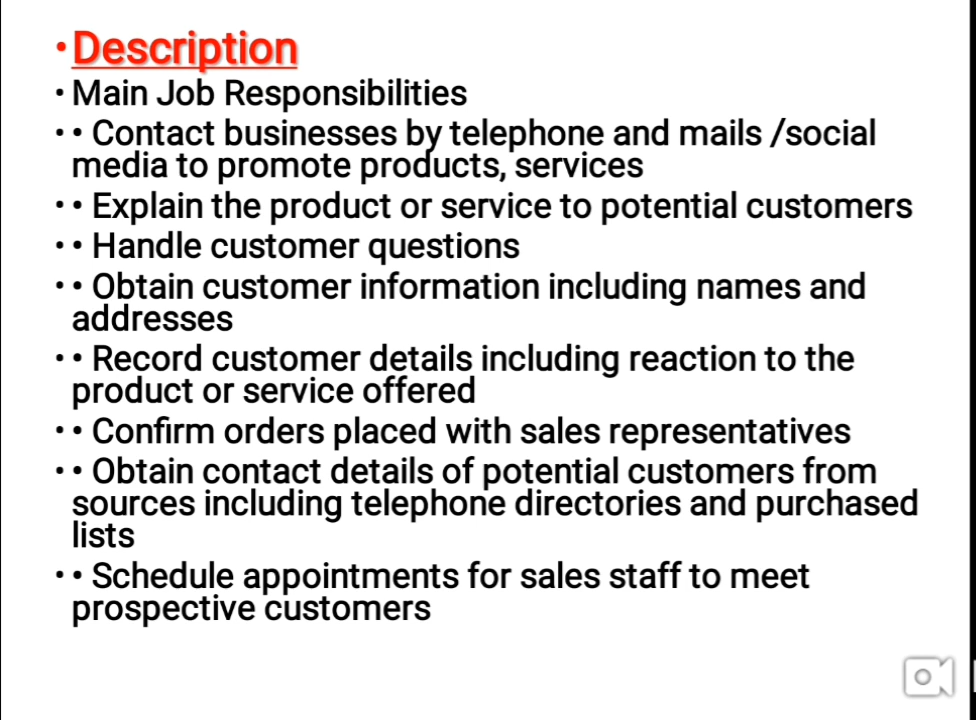 •Description
• Main Job Responsibilities
• • Contact businesses by telephone and mails /social
media to promote products, services
• • Explain the product or service to potential customers
• • Handle customer questions
• • Obtain customer information including names and
addresses
• • Record customer details including reaction to the
product or service offered
• • Confirm orders placed with sales representatives
• • Obtain contact details of potential customers from
sources including telephone directories and purchased
lists
• • Schedule appointments for sales staff to meet
prospective customers